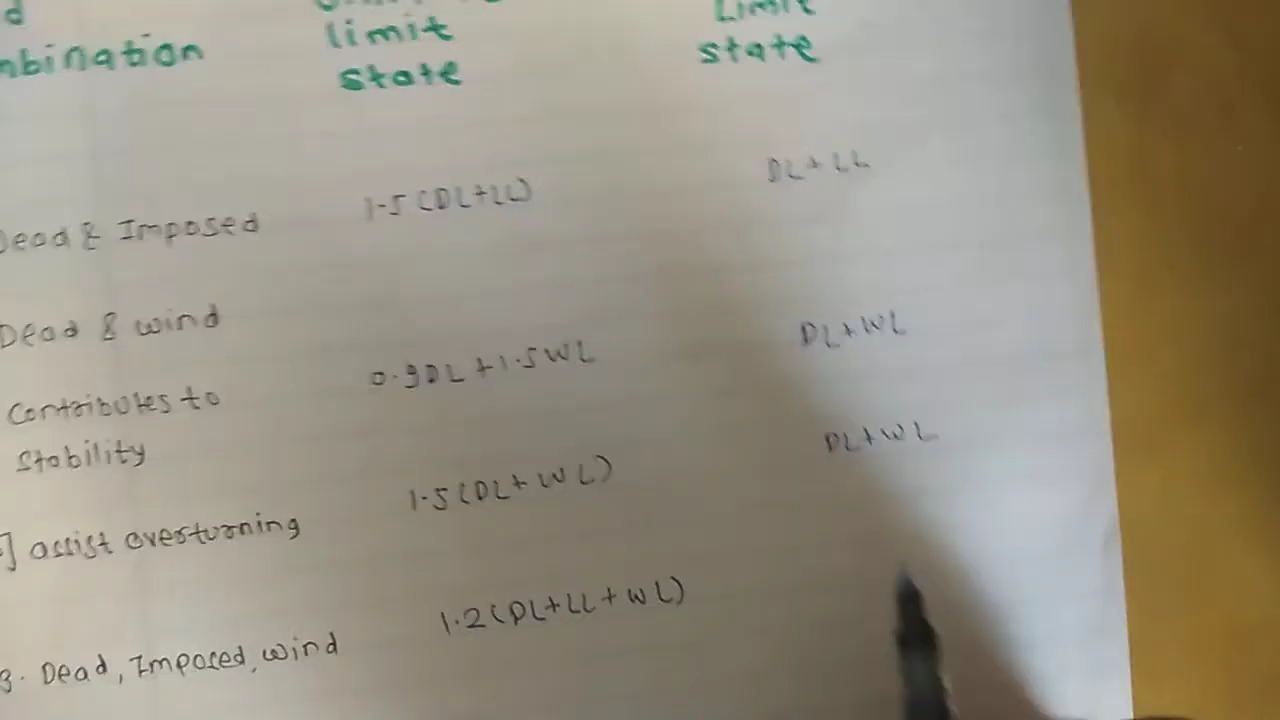 limit Limit
mbination state state
Dead & Imposed 1.5 (DL+LL) DL+LL
Dead & wind
0.9DL+1.5WL DL+WL
Contributes to
Stability
1.5(DL+WL) DL+WL
] assist overturning
3. Dead, Imposed, wind 1.2(DL+LL+WL)